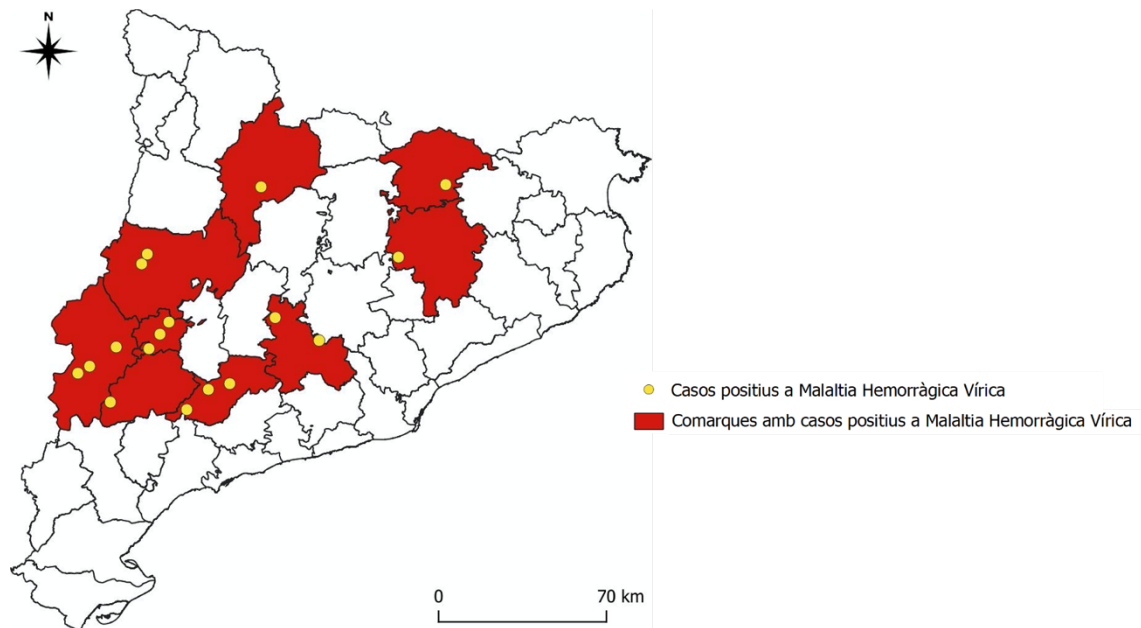 N
Casos positius a Malaltia Hemorràgica Vírica
Comarques amb casos positius a Malaltia Hemorràgica Vírica
0 70 km